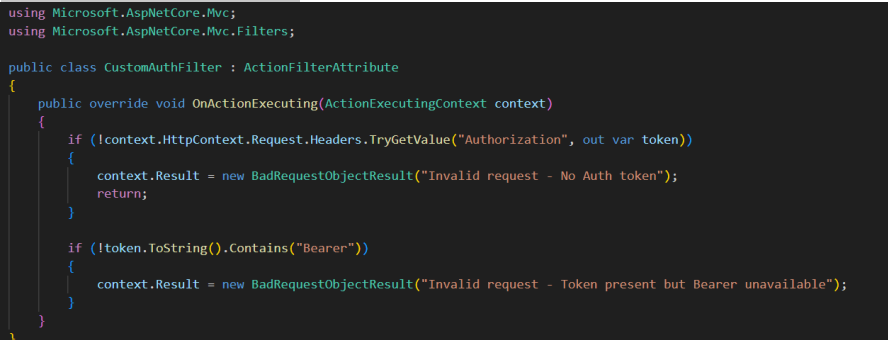 using Microsoft.AspNetCore.Mvc;
using Microsoft.AspNetCore.Mvc.Filters;

public class CustomAuthFilter : ActionFilterAttribute
{
    public override void OnActionExecuting(ActionExecutingContext context)
    {
        if (!context.HttpContext.Request.Headers.TryGetValue("Authorization", out var token))
        {
            context.Result = new BadRequestObjectResult("Invalid request - No Auth token");
            return;
        }

        if (!token.ToString().Contains("Bearer"))
        {
            context.Result = new BadRequestObjectResult("Invalid request - Token present but Bearer unavailable");
        }
    }
}